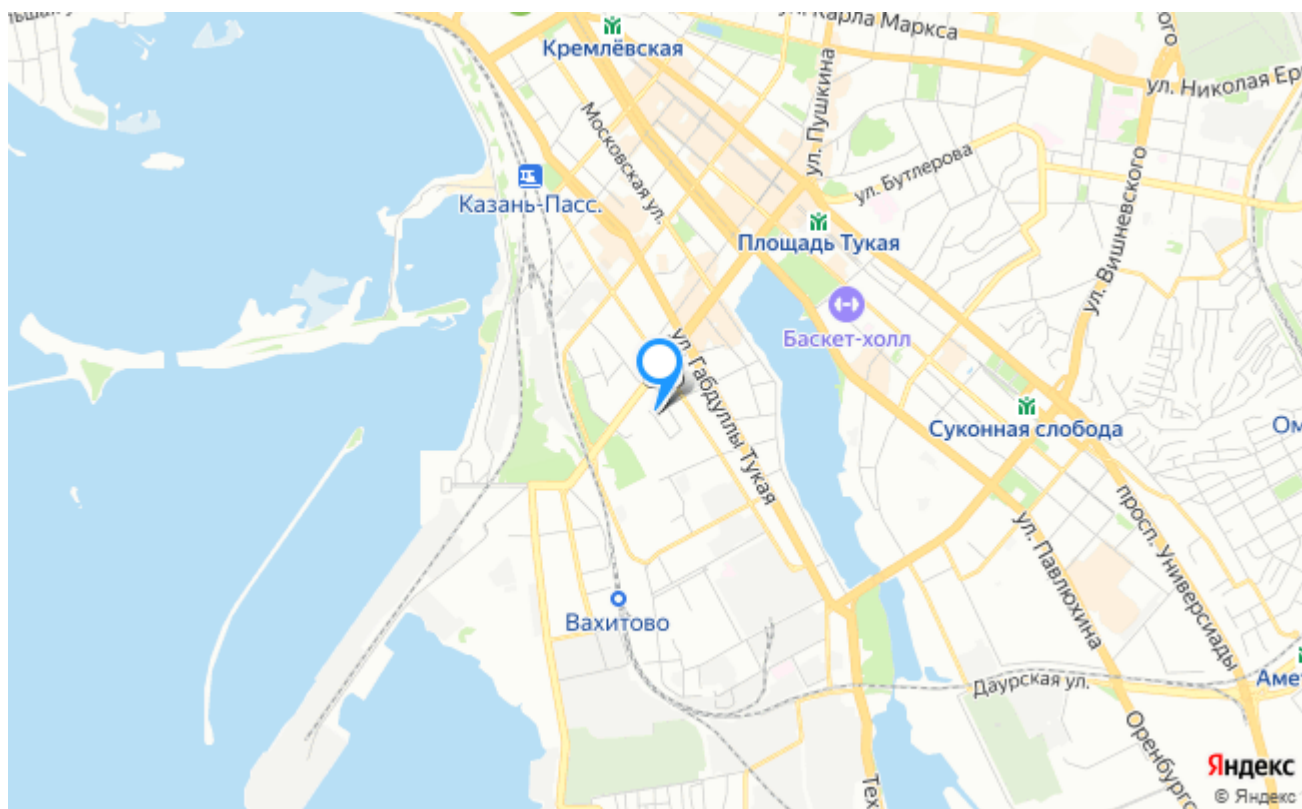 ул. Карла Маркса
Кремлёвская
ул. Николая Ер
Московская ул.
ул. Пушкина
ул. Бутлерова
ул. Вишневского
Казань-Пасс.
Площадь Тукая
Баскет-холл
ул. Габдуллы Тукая
Суконная слобода
Ом
просп. Универсиады
ул. Павлюхина
Вахитово
Даурская ул.
Аме
Оренбург
Тех
Яндекс
© Яндекс